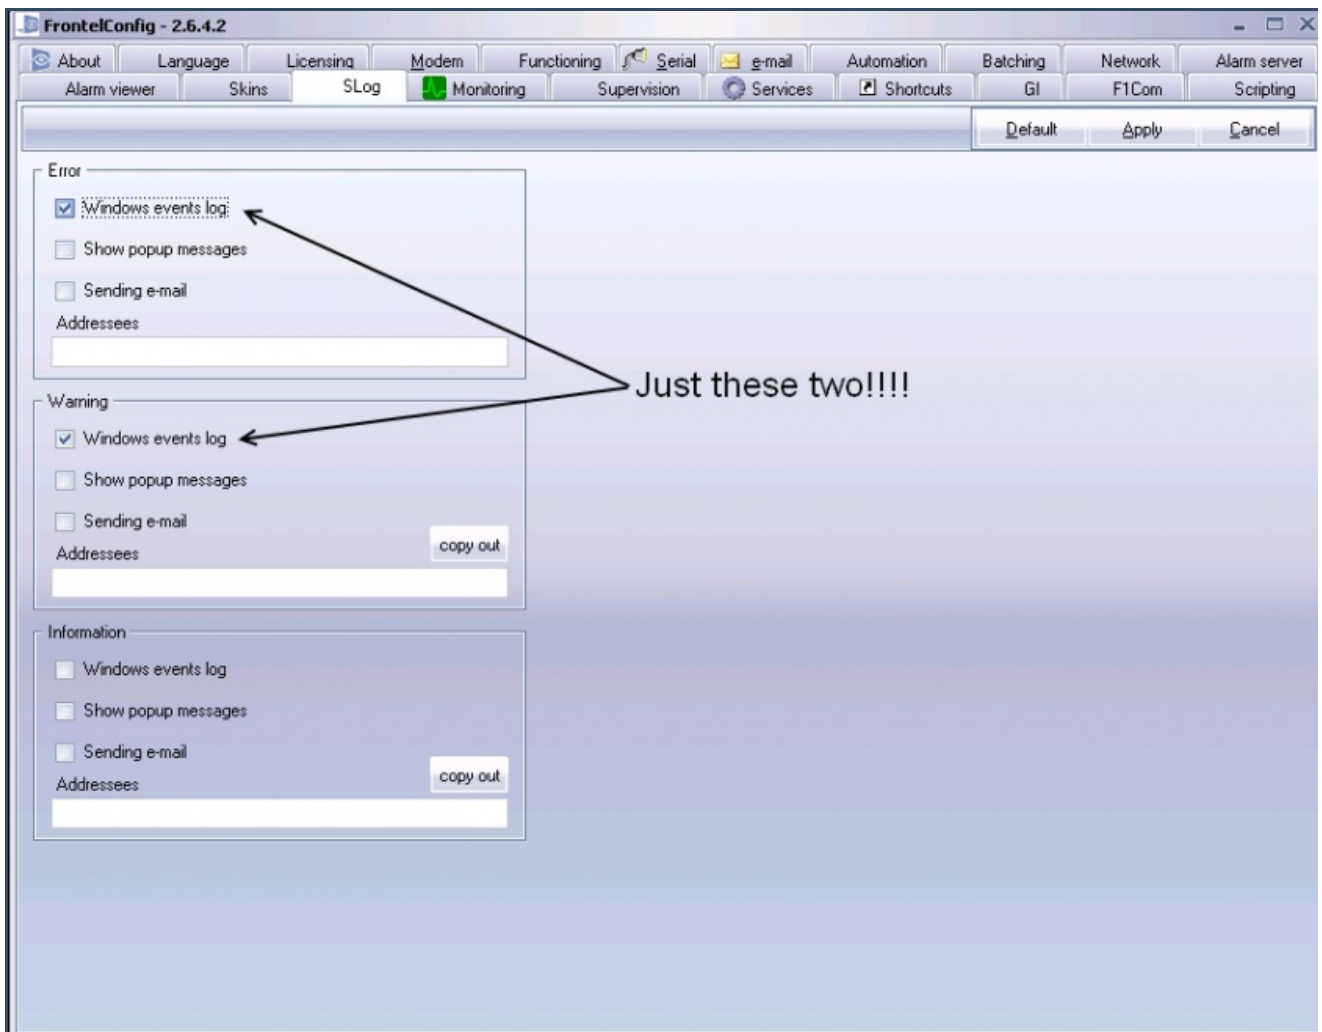 FrontelConfig - 2.6.4.2
About Language Licensing Modem Functioning Serial e-mail Automation Batching Network Alarm server
Alarm viewer Skins SLog Monitoring Supervision Services Shortcuts GI F1Com Scripting
Default Apply Cancel
Error
Windows events log
Show popup messages
Sending e-mail
Addressees
Just these two!!!!
Warning
Windows events log
Show popup messages
Sending e-mail
copy out
Addressees
Information
Windows events log
Show popup messages
Sending e-mail
copy out
Addressees